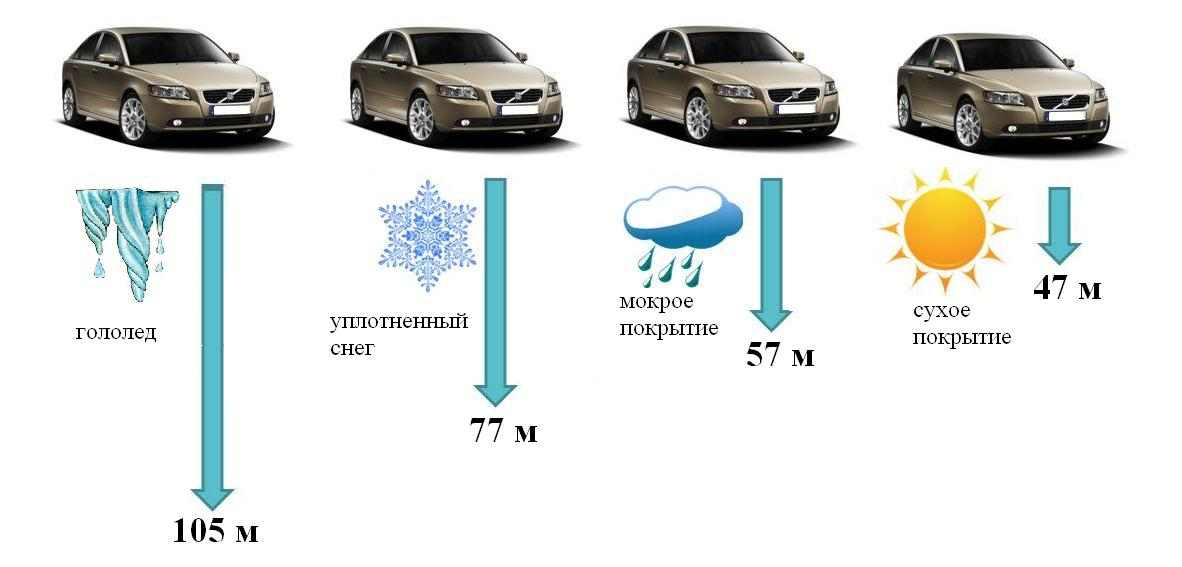 гололед
105 м
уплотненный
снег
77 м
мокрое
покрытие
57 м
сухое
покрытие
47 м